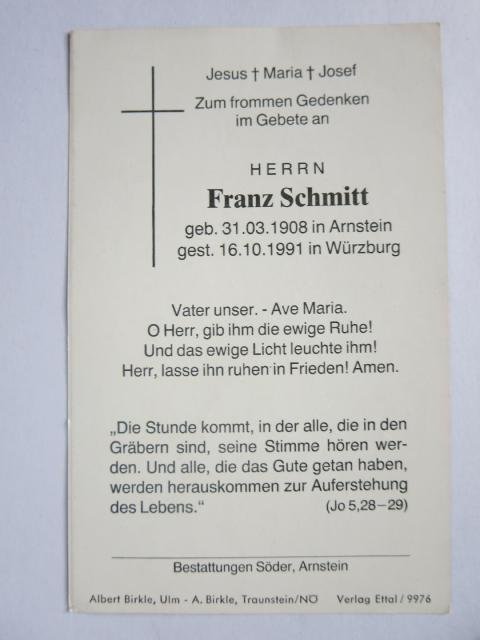 Jesus † Maria † Josef
Zum frommen Gedenken
im Gebete an
HERRN
Franz Schmitt
geb. 31.03.1908 in Arnstein
gest. 16.10.1991 in Würzburg
Vater unser. - Ave Maria.
O Herr, gib ihm die ewige Ruhe!
Und das ewige Licht leuchte ihm!
Herr, lasse ihn ruhen in Frieden! Amen.
„Die Stunde kommt, in der alle, die in den
Gräbern sind, seine Stimme hören wer-
den. Und alle, die das Gute getan haben,
werden herauskommen zur Auferstehung
des Lebens.“ (Jo 5,28–29)
Bestattungen Söder, Arnstein
Albert Birkle, Ulm - A. Birkle, Traunstein/NÖ Verlag Ettal / 9976